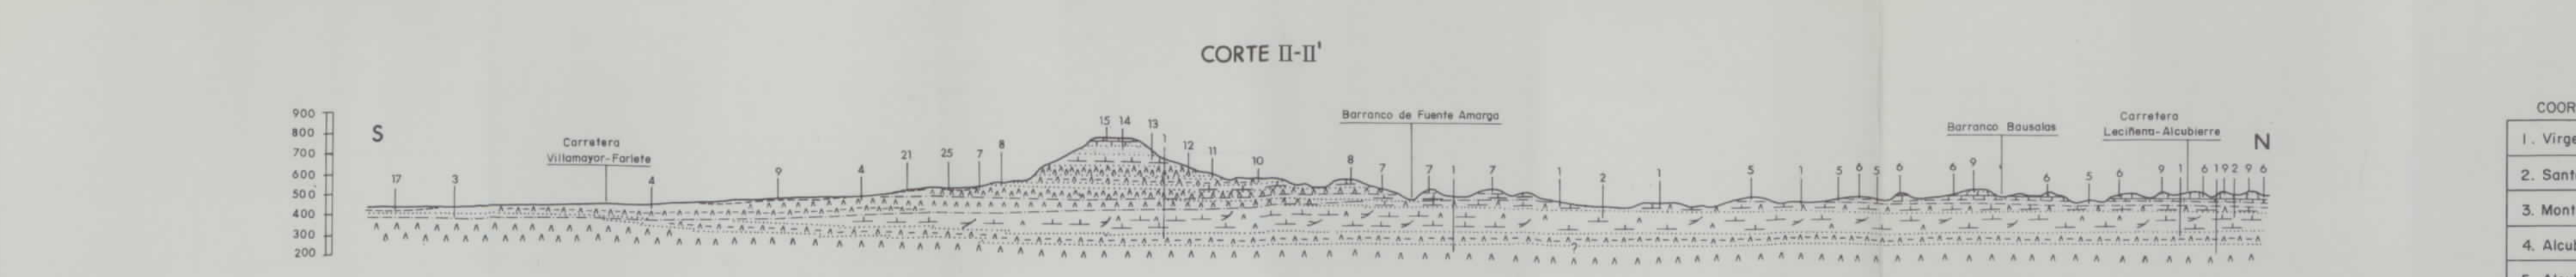 CORTE II-II'
900
800
700
600
500
400
300
200
S
Carretera
Villamayor-Farlete
Barranco de Fuente Amarga
Barranco Bausalas
Carretera
Leciñena-Alcubierre
N
17 3 4 9 4 21 25 7 8 15 14 13 1 12 11 10 8 7 7 1 7 1 2 1 5 1 5 6 5 6 6 9 6 5 6 9 1 6 1 9 2 9 6
?
COOR
1. Virge
2. Sant
3. Mont
4. Alcu